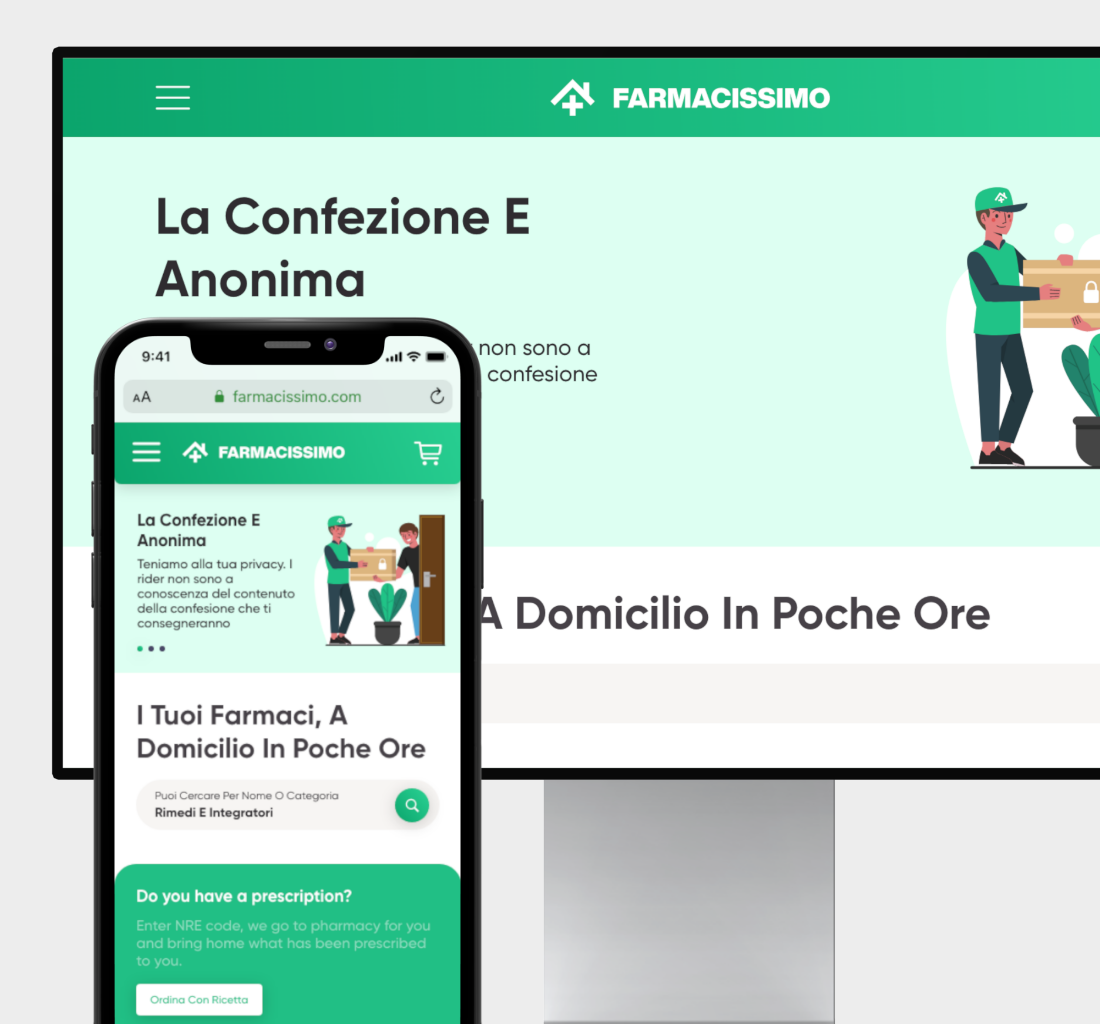 FARMACISSIMO
La Confezione E
Anonima
non sono a
confesione
A Domicilio In Poche Ore
9:41
AA
farmacissimo.com
FARMACISSIMO
La Confezione E
Anonima
Teniamo alla tua privacy. I
rider non sono a
conoscenza del contenuto
della confesione che ti
consegneranno
I Tuoi Farmaci, A
Domicilio In Poche Ore
Puoi Cercare Per Nome O Categoria
Rimedi E Integratori
Do you have a prescription?
Enter NRE code, we go to pharmacy for you
and bring home what has been prescribed
to you.
Ordina Con Ricetta